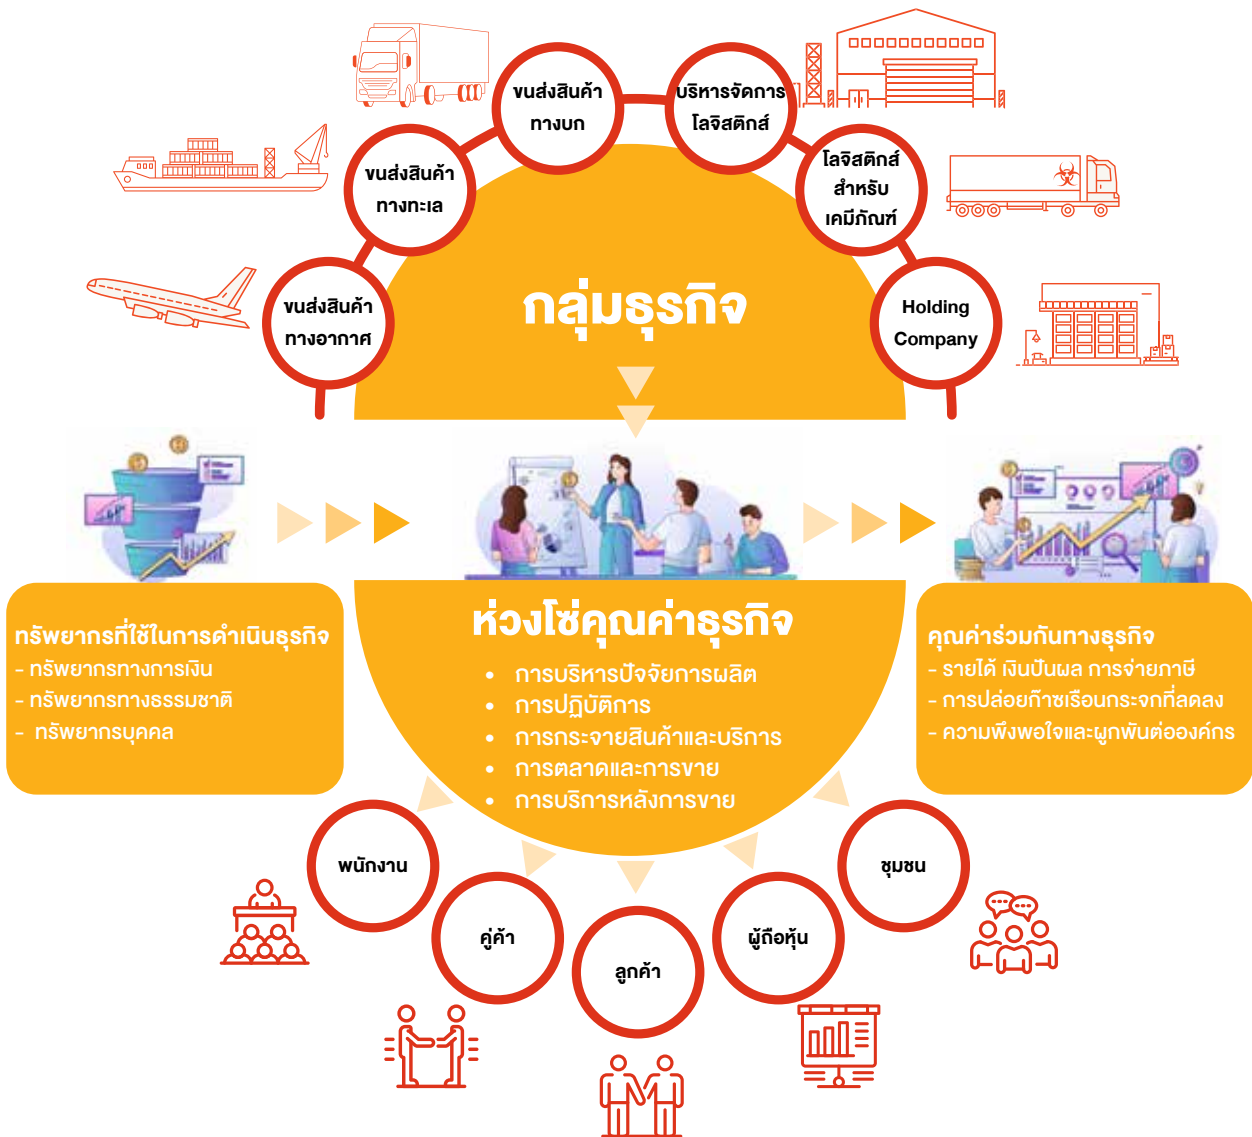 ขนส่งสินค้า
ทางบก
บริหารจัดการ
โลจิสติกส์
ขนส่งสินค้า
ทางทะเล
โลจิสติกส์
สำหรับ
เคมีภัณฑ์
ขนส่งสินค้า
ทางอากาศ
กลุ่มธุรกิจ
Holding
Company
ทรัพยากรที่ใช้ในการดำเนินธุรกิจ
- ทรัพยากรทางการเงิน
- ทรัพยากรทางธรรมชาติ
- ทรัพยากรบุคคล
ห่วงโซ่คุณค่าธุรกิจ
• การบริหารปัจจัยการผลิต
• การปฏิบัติการ
• การกระจายสินค้าและบริการ
• การตลาดและการขาย
• การบริการหลังการขาย
คุณค่าร่วมกันทางธุรกิจ
- รายได้ เงินปันผล การจ่ายภาษี
- การปล่อยก๊าซเรือนกระจกที่ลดลง
- ความพึงพอใจและผูกพันต่อองค์กร
พนักงาน
คู่ค้า
ลูกค้า
ผู้ถือหุ้น
ชุมชน